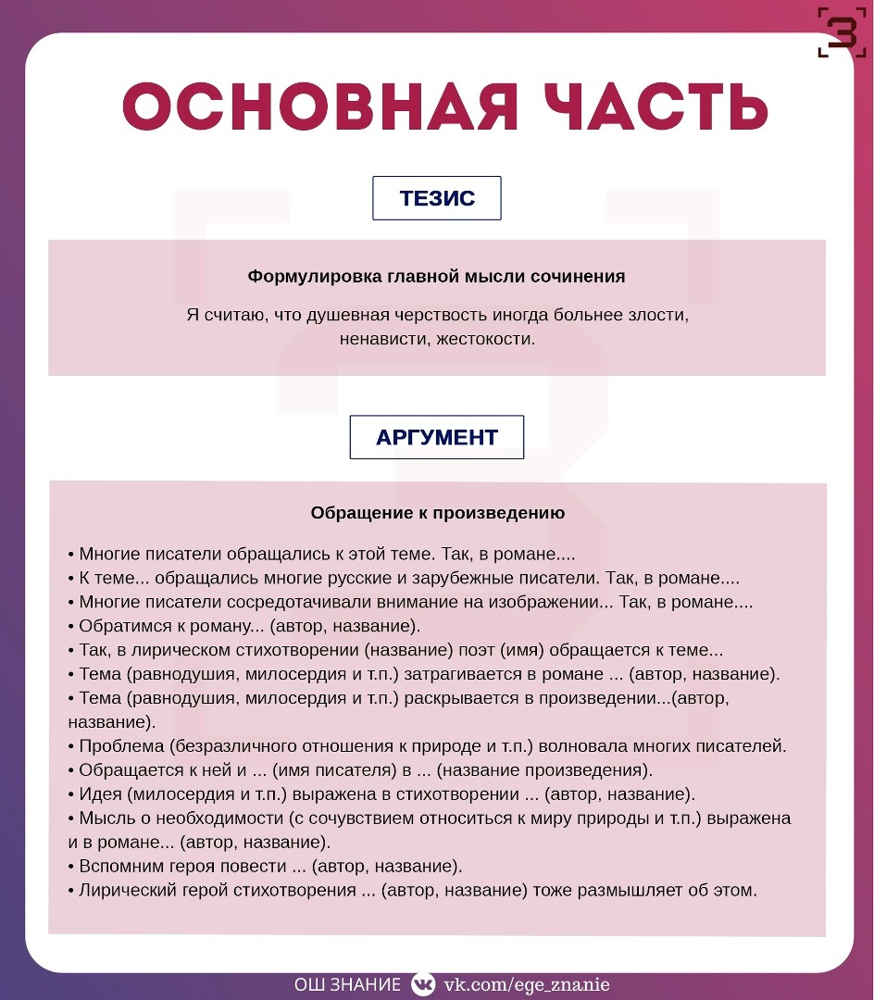 З
ОСНОВНАЯ ЧАСТЬ
ТЕЗИС
Формулировка главной мысли сочинения
Я считаю, что душевная черствость иногда больнее злости,
ненависти, жестокости.
АРГУМЕНТ
Обращение к произведению
• Многие писатели обращались к этой теме. Так, в романе....
• К теме... обращались многие русские и зарубежные писатели. Так, в романе....
• Многие писатели сосредотачивали внимание на изображении... Так, в романе....
• Обратимся к роману... (автор, название).
• Так, в лирическом стихотворении (название) поэт (имя) обращается к теме...
• Тема (равнодушия, милосердия и т.п.) затрагивается в романе ... (автор, название).
• Тема (равнодушия, милосердия и т.п.) раскрывается в произведении...(автор,
название).
• Проблема (безразличного отношения к природе и т.п.) волновала многих писателей.
• Обращается к ней и ... (имя писателя) в ... (название произведения).
• Идея (милосердия и т.п.) выражена в стихотворении ... (автор, название).
• Мысль о необходимости (с сочувствием относиться к миру природы и т.п.) выражена
и в романе... (автор, название).
• Вспомним героя повести ... (автор, название).
• Лирический герой стихотворения ... (автор, название) тоже размышляет об этом.
ОШ ЗНАНИЕ vk.com/ege_znanie